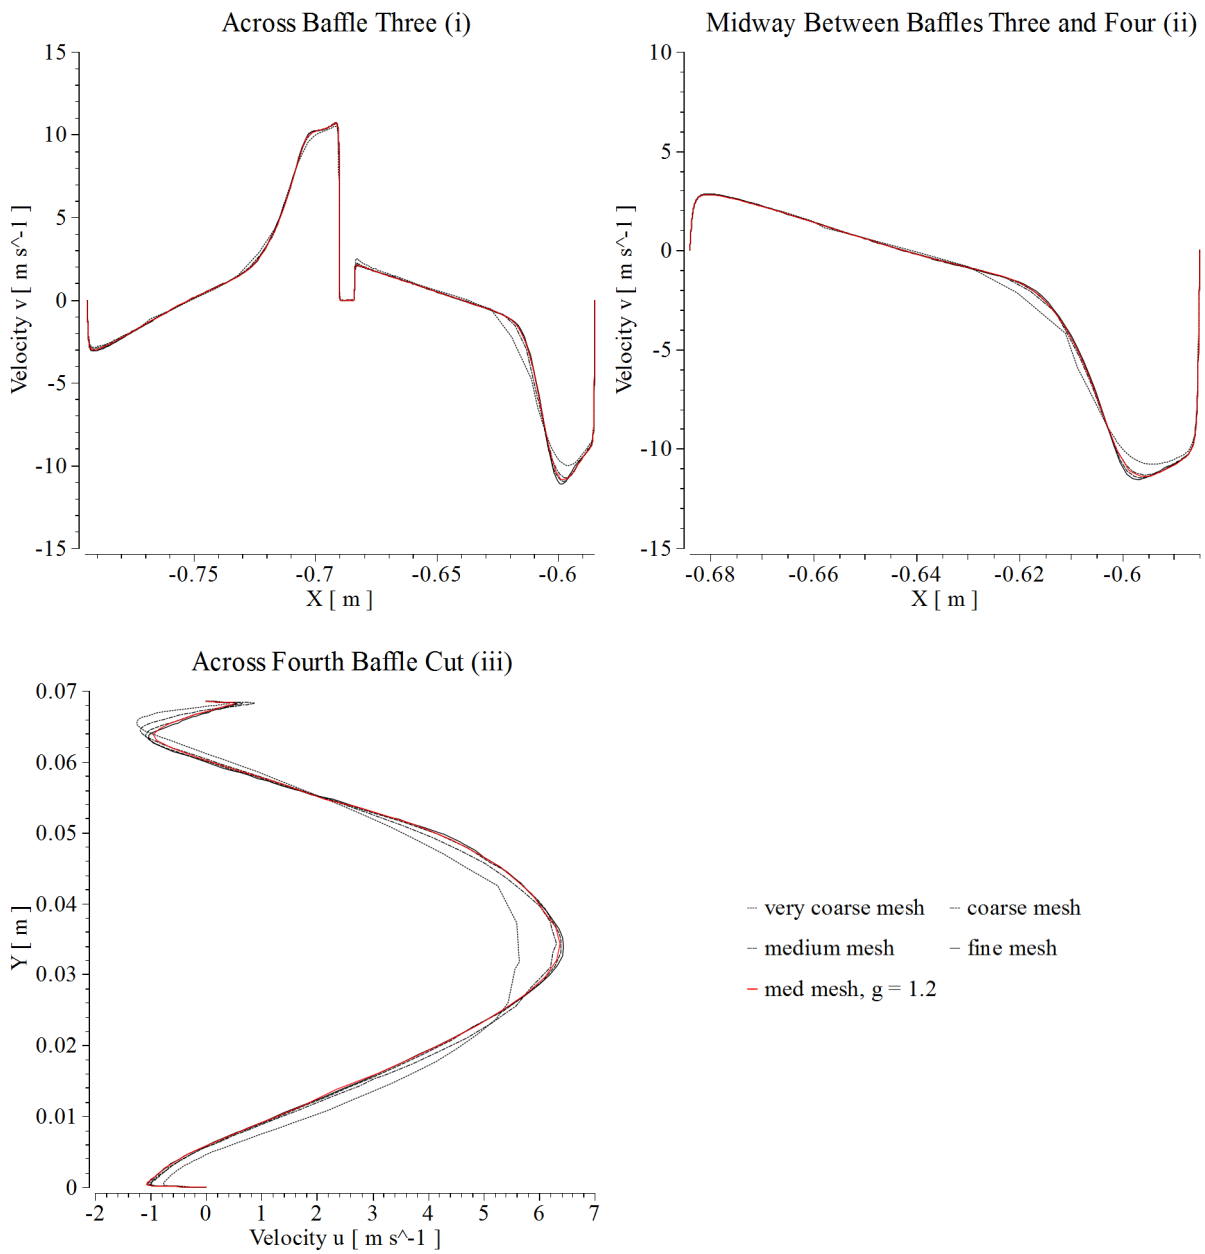 Across Baffle Three (i)
15
10
5
0
-5
-10
-15
Velocity v [ m s^-1 ]
-0.75
-0.7
-0.65
-0.6
X [ m ]
Midway Between Baffles Three and Four (ii)
10
5
0
-5
-10
-15
Velocity v [ m s^-1 ]
-0.68
-0.66
-0.64
-0.62
-0.6
X [ m ]
Across Fourth Baffle Cut (iii)
0.07
0.06
0.05
0.04
0.03
0.02
0.01
0
Y [ m ]
-2
-1
0
1
2
3
4
5
6
7
Velocity u [ m s^-1 ]
very coarse mesh
coarse mesh
medium mesh
fine mesh
med mesh, g = 1.2